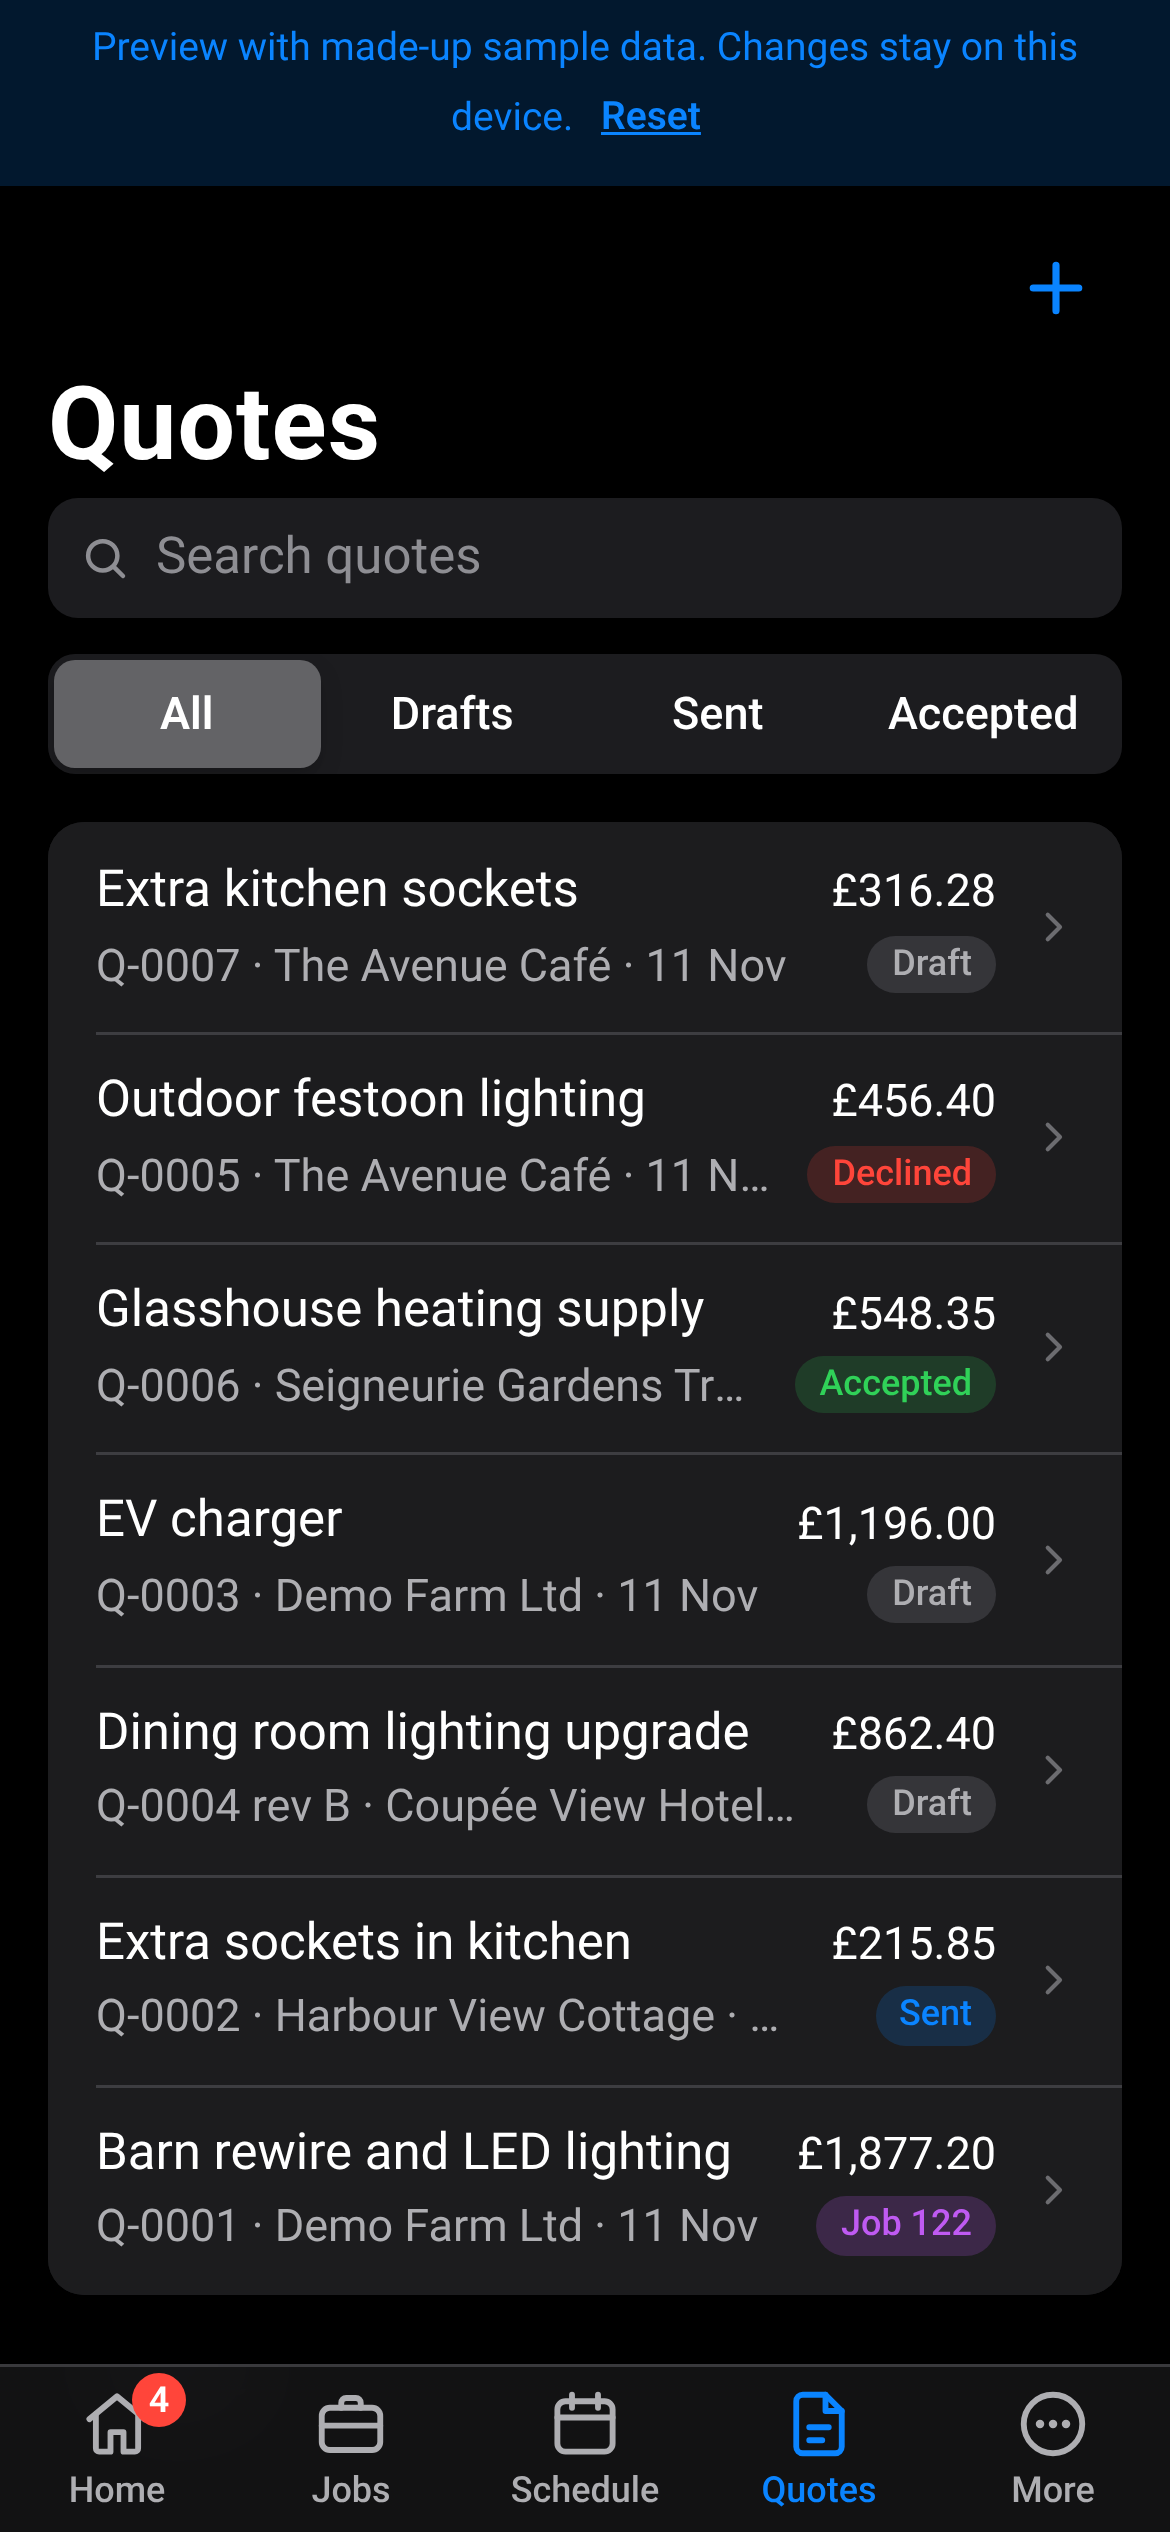 Preview with made-up sample data. Changes stay on this
device. Reset
Quotes
Search quotes
All Drafts Sent Accepted
Extra kitchen sockets £316.28
Q-0007 · The Avenue Café · 11 Nov Draft
Outdoor festoon lighting £456.40
Q-0005 · The Avenue Café · 11 N… Declined
Glasshouse heating supply £548.35
Q-0006 · Seigneurie Gardens Tr… Accepted
EV charger £1,196.00
Q-0003 · Demo Farm Ltd · 11 Nov Draft
Dining room lighting upgrade £862.40
Q-0004 rev B · Coupée View Hotel… Draft
Extra sockets in kitchen £215.85
Q-0002 · Harbour View Cottage · … Sent
Barn rewire and LED lighting £1,877.20
Q-0001 · Demo Farm Ltd · 11 Nov Job 122
4
Home Jobs Schedule Quotes More